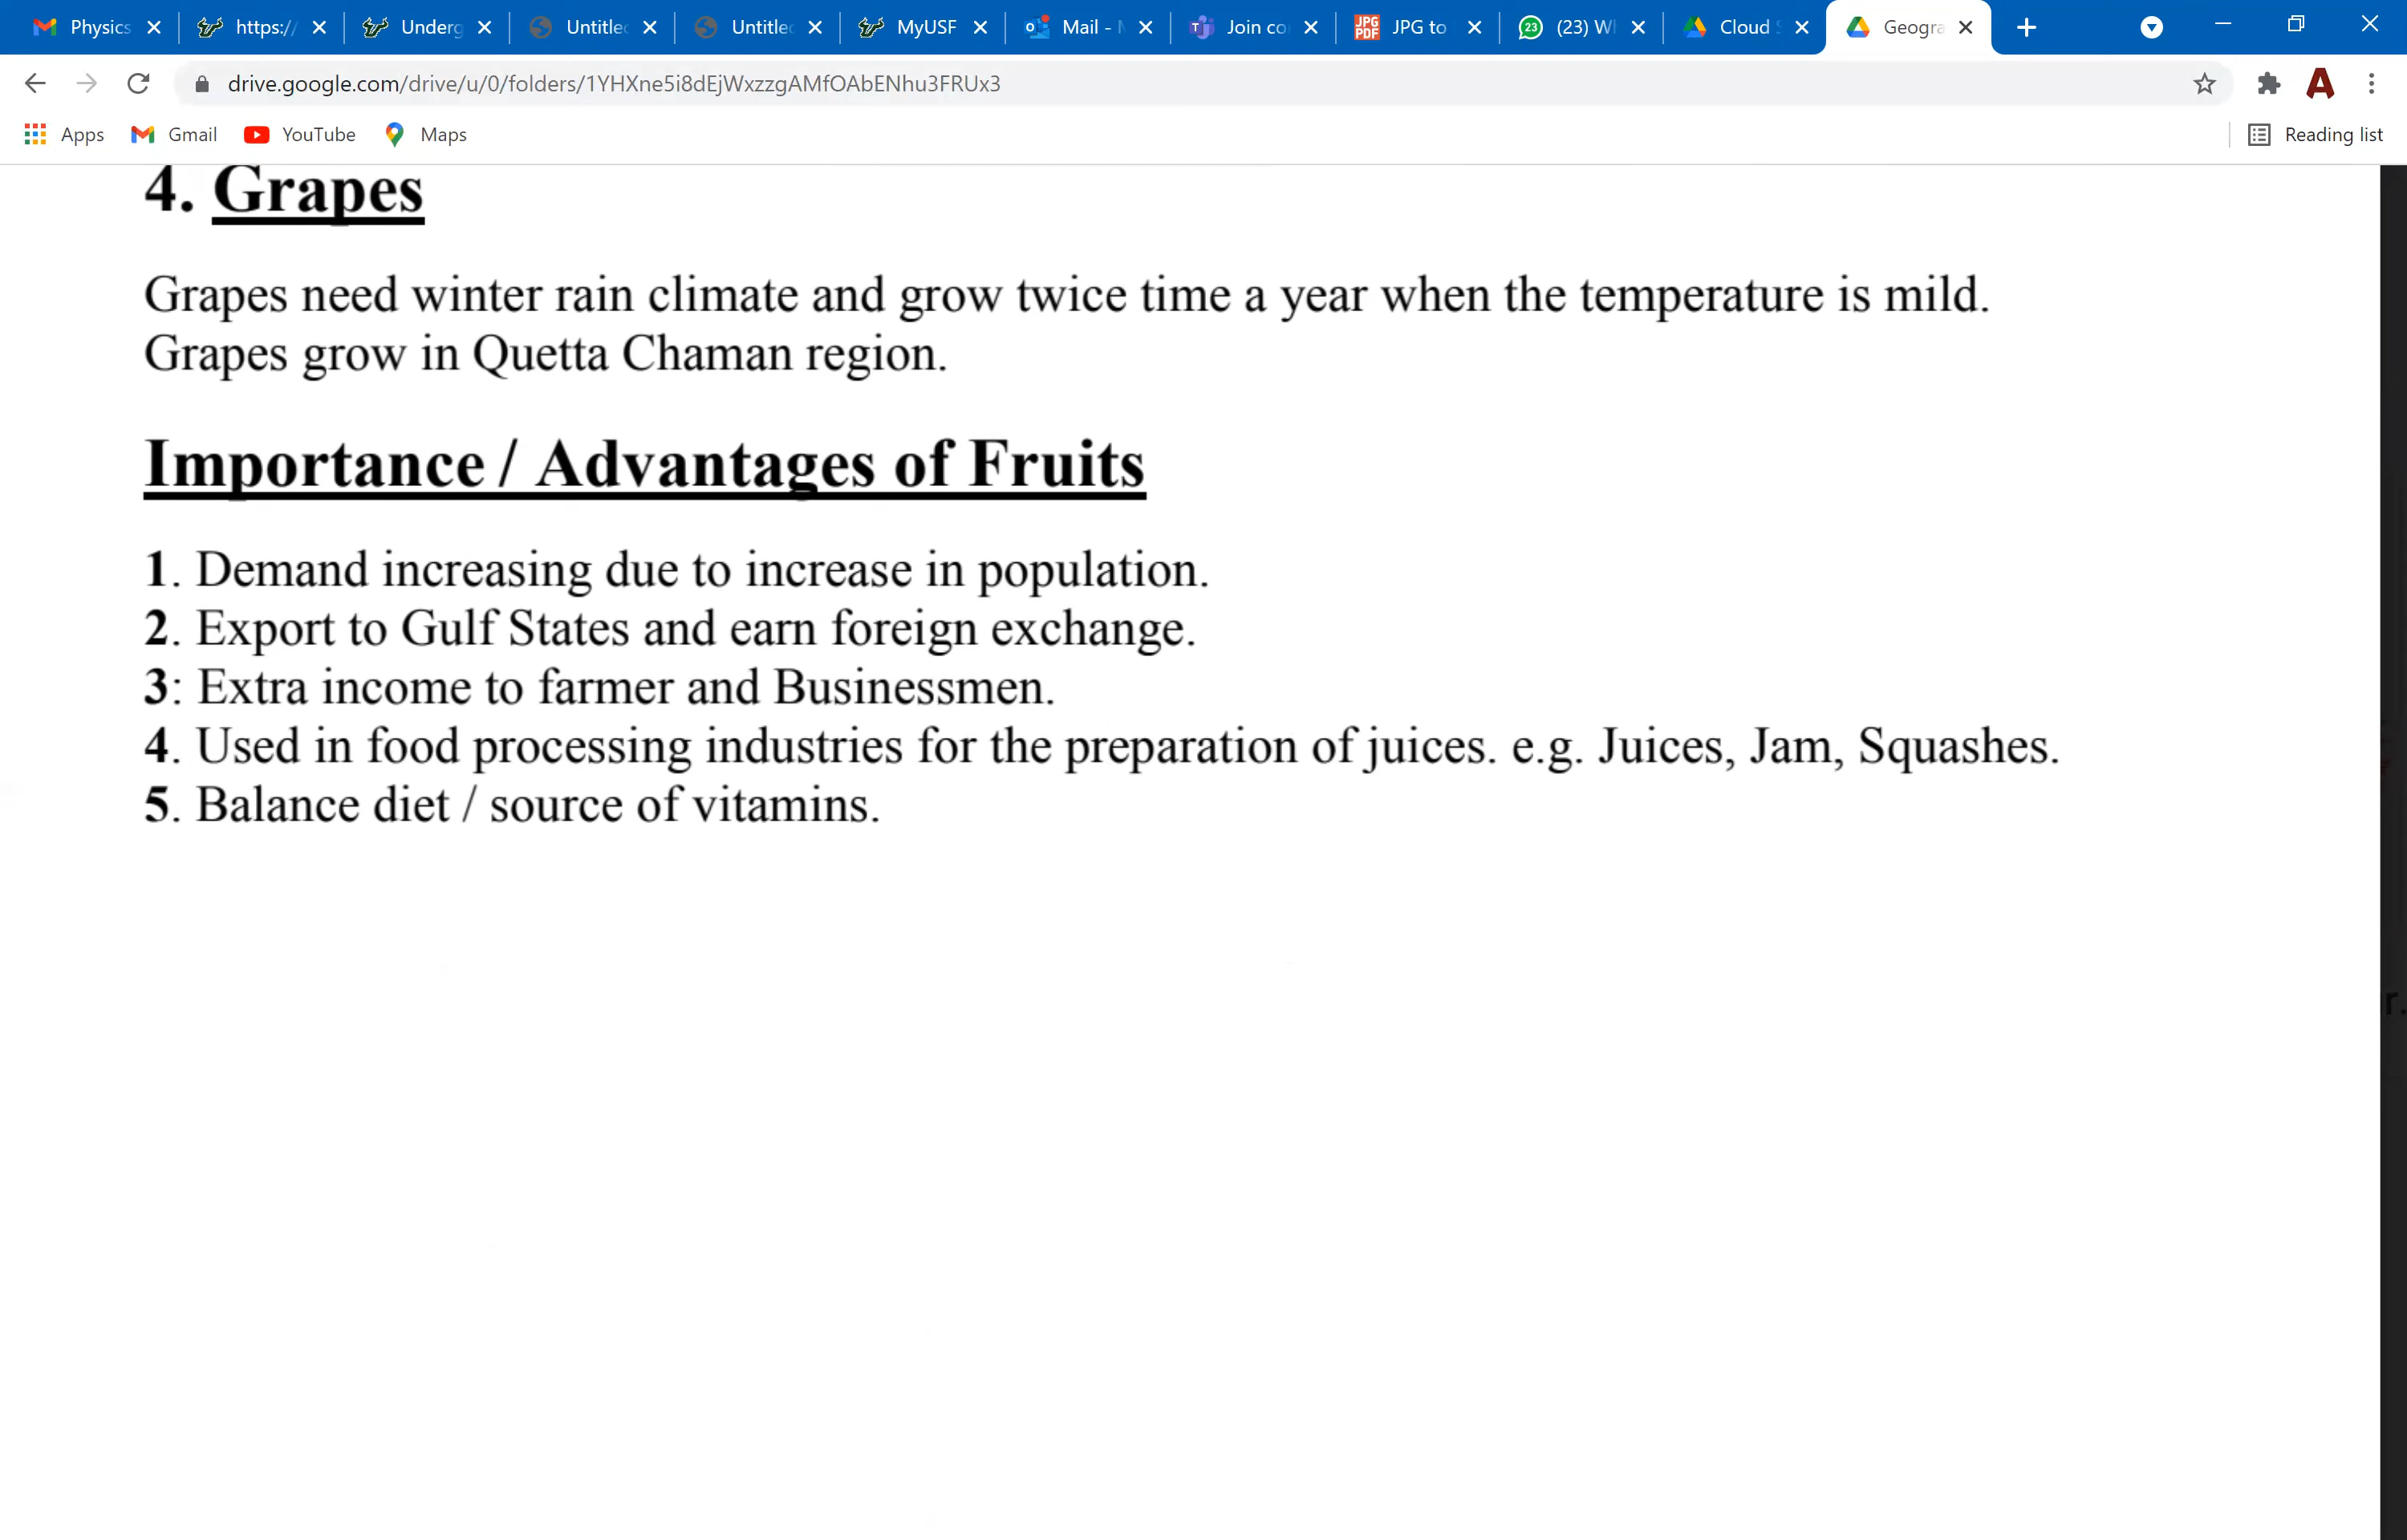 Physics https:// Underg Untitled Untitled MyUSF Mail - Join co JPG to (23) W Cloud Geogra
drive.google.com/drive/u/0/folders/1YHXne5i8dEjWxzzgAMfOAbENhu3FRUx3
Apps Gmail YouTube Maps Reading list
4. Grapes
Grapes need winter rain climate and grow twice time a year when the temperature is mild.
Grapes grow in Quetta Chaman region.
Importance / Advantages of Fruits
1. Demand increasing due to increase in population.
2. Export to Gulf States and earn foreign exchange.
3: Extra income to farmer and Businessmen.
4. Used in food processing industries for the preparation of juices. e.g. Juices, Jam, Squashes.
5. Balance diet / source of vitamins.